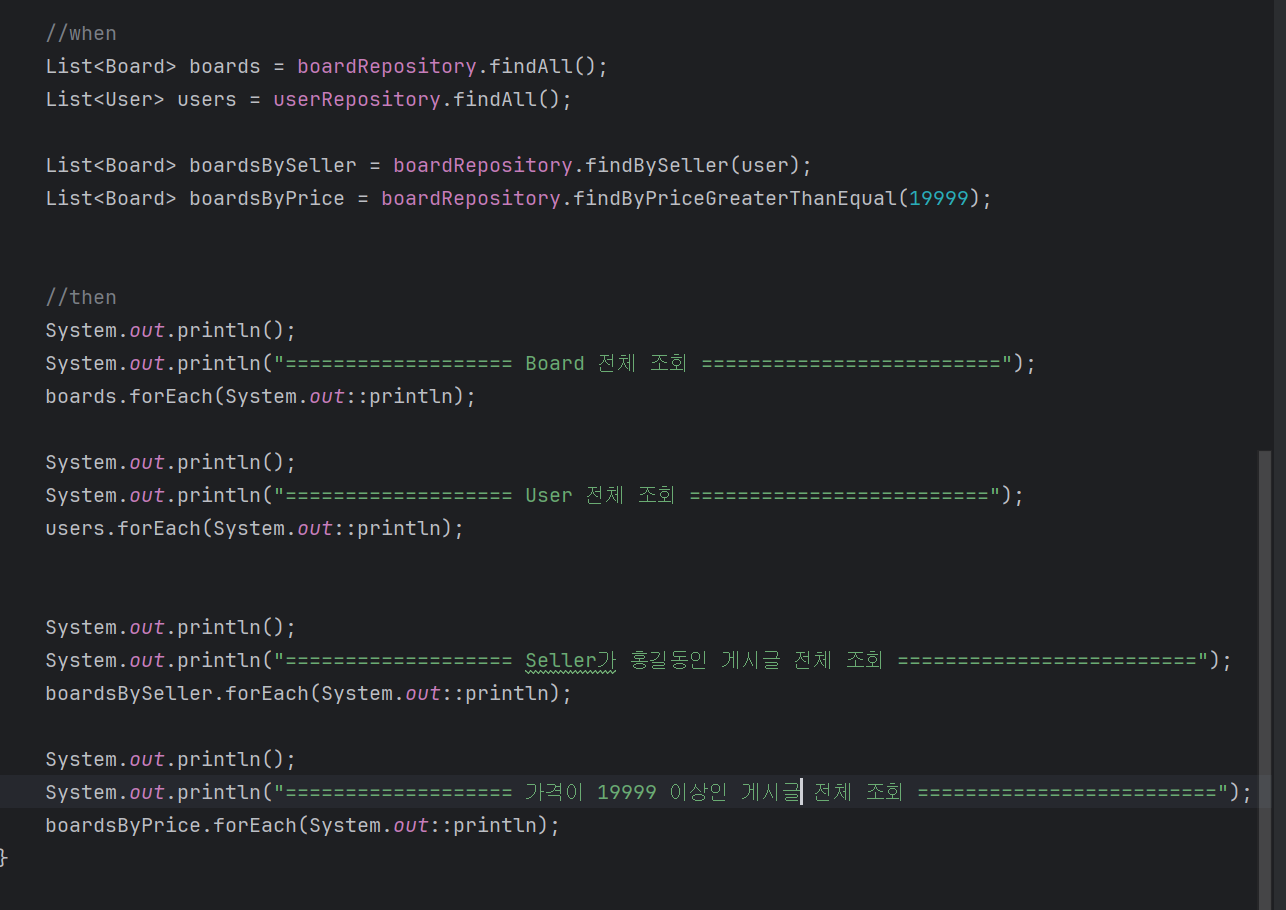 //when
List<Board> boards = boardRepository.findAll();
List<User> users = userRepository.findAll();
List<Board> boardsBySeller = boardRepository.findBySeller(user);
List<Board> boardsByPrice = boardRepository.findByPriceGreaterThanEqual(19999);
//then
System.out.println();
System.out.println("=================== Board 전체 조회 =========================");
boards.forEach(System.out::println);
System.out.println();
System.out.println("=================== User 전체 조회 =========================");
users.forEach(System.out::println);
System.out.println();
System.out.println("=================== Seller가 홍길동인 게시글 전체 조회 =========================");
boardsBySeller.forEach(System.out::println);
System.out.println();
System.out.println("=================== 가격이 19999 이상인 게시글 전체 조회 =========================");
boardsByPrice.forEach(System.out::println);
}